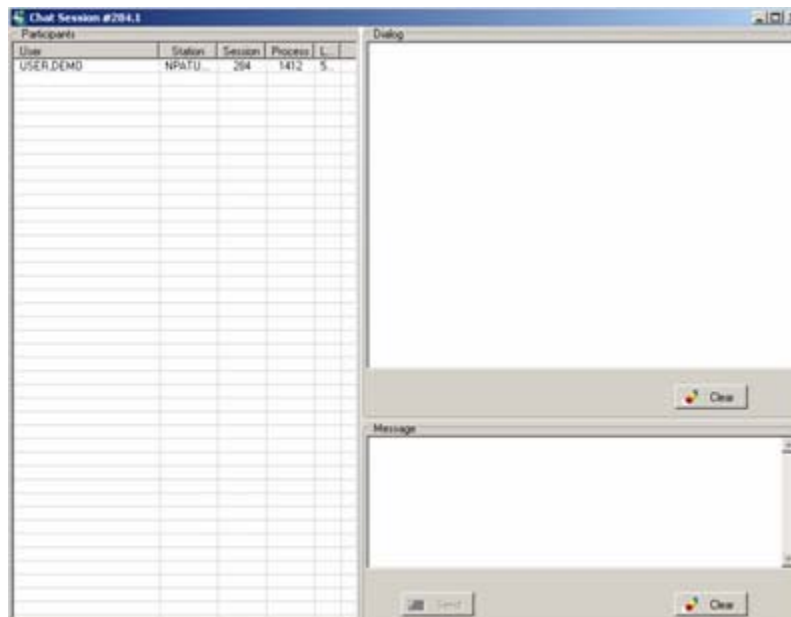 Chat Session #284.1
Participants
User Station Session Process L...
USER,DEMO NPATU... 284 1412 5...
Dialog
Clear
Message
Send
Clear